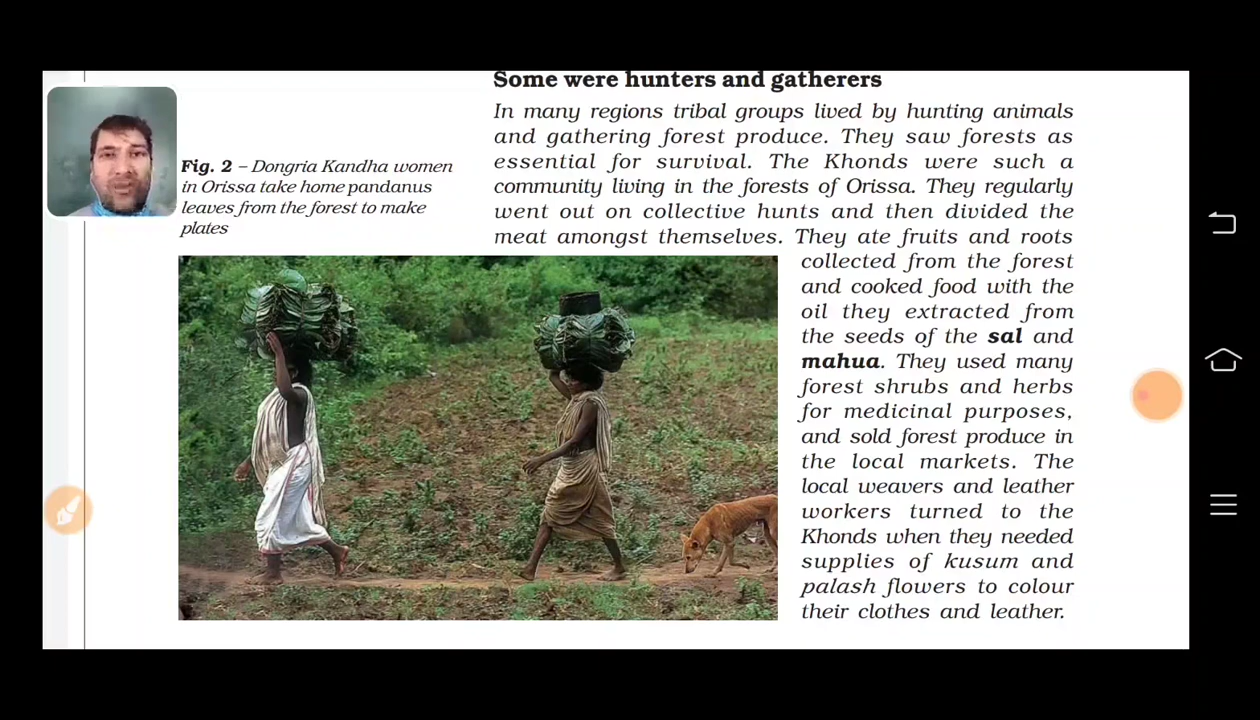 Some were hunters and gatherers
In many regions tribal groups lived by hunting animals
and gathering forest produce. They saw forests as
essential for survival. The Khonds were such a
community living in the forests of Orissa. They regularly
went out on collective hunts and then divided the
meat amongst themselves. They ate fruits and roots
collected from the forest
and cooked food with the
oil they extracted from
the seeds of the sal and
mahua. They used many
forest shrubs and herbs
for medicinal purposes,
and sold forest produce in
the local markets. The
local weavers and leather
workers turned to the
Khonds when they needed
supplies of kusum and
palash flowers to colour
their clothes and leather.
Fig. 2 – Dongria Kandha women
in Orissa take home pandanus
leaves from the forest to make
plates